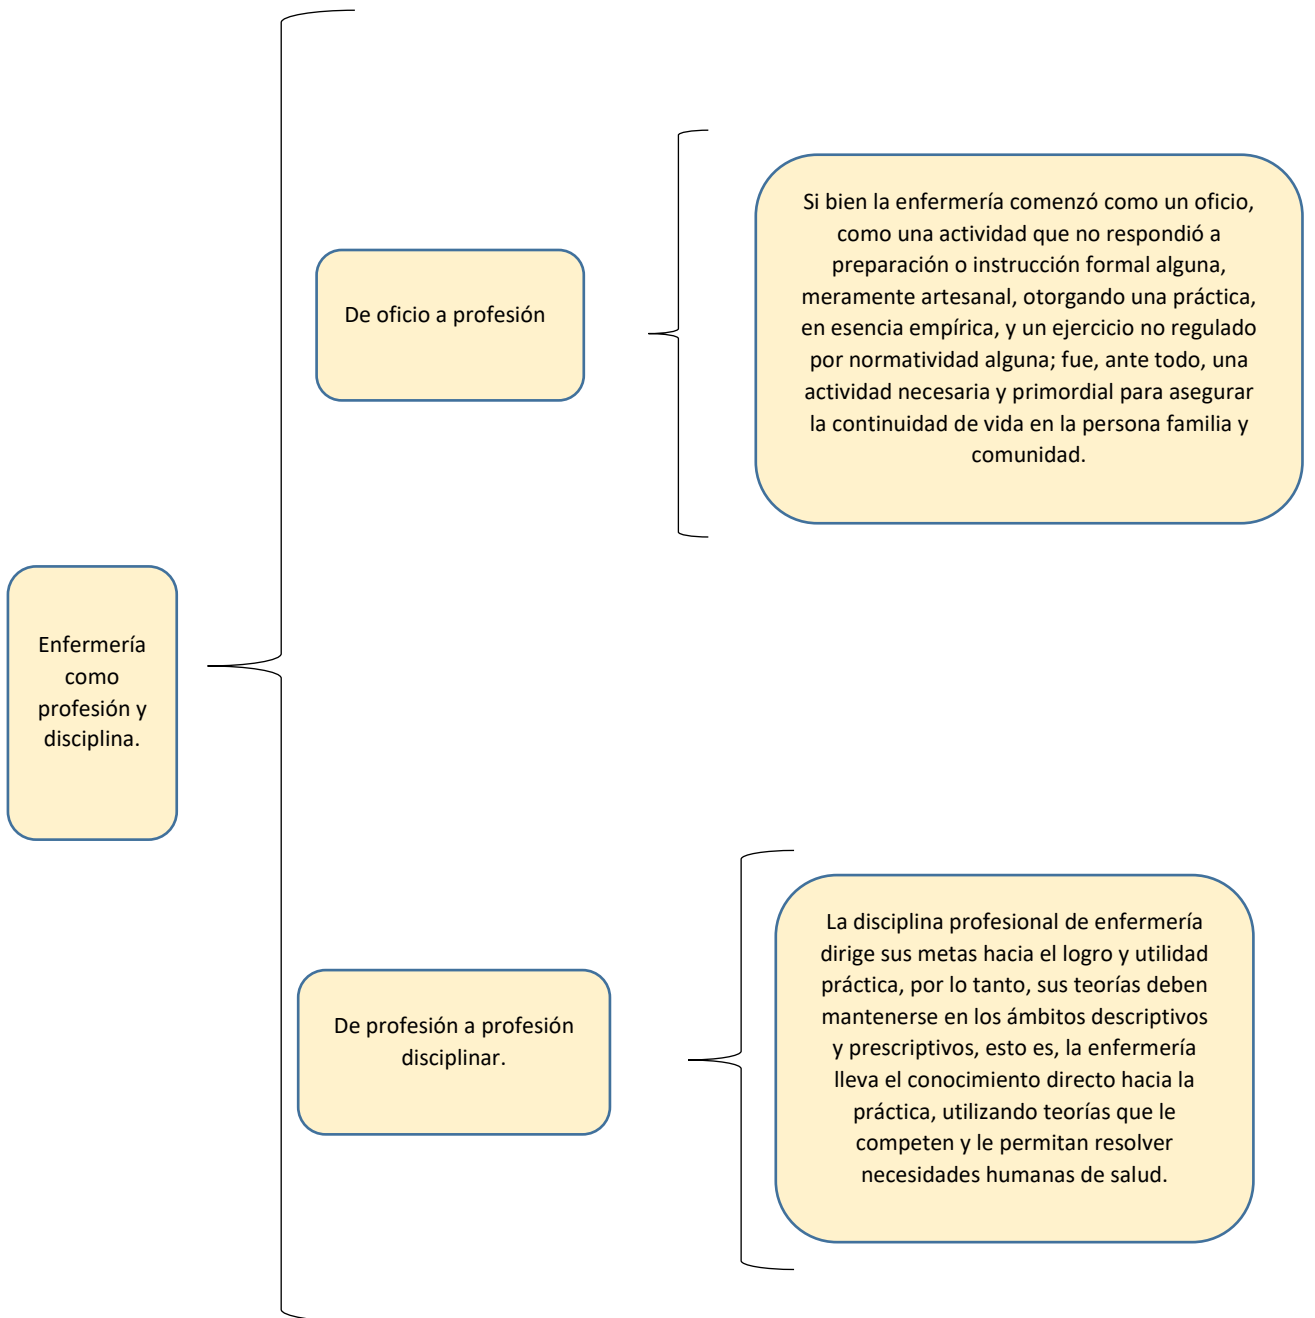 Enfermería
como
profesión y
disciplina.
De oficio a profesión
Si bien la enfermería comenzó como un oficio,
como una actividad que no respondió a
preparación o instrucción formal alguna,
meramente artesanal, otorgando una práctica,
en esencia empírica, y un ejercicio no regulado
por normatividad alguna; fue, ante todo, una
actividad necesaria y primordial para asegurar
la continuidad de vida en la persona familia y
comunidad.
De profesión a profesión
disciplinar.
La disciplina profesional de enfermería
dirige sus metas hacia el logro y utilidad
práctica, por lo tanto, sus teorías deben
mantenerse en los ámbitos descriptivos
y prescriptivos, esto es, la enfermería
lleva el conocimiento directo hacia la
práctica, utilizando teorías que le
competen y le permitan resolver
necesidades humanas de salud.